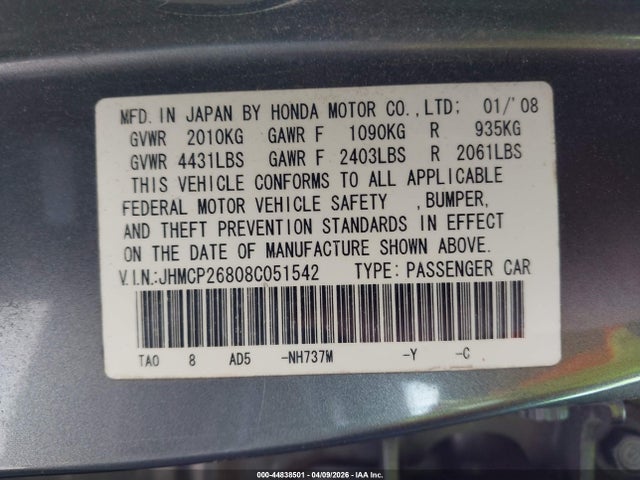 MFD. IN JAPAN BY HONDA MOTOR CO.,LTD; 01/'08
GVWR 2010KG GAWR F 1090KG R 935KG
GVWR 4431LBS GAWR F 2403LBS R 2061LBS
THIS VEHICLE CONFORMS TO ALL APPLICABLE
FEDERAL MOTOR VEHICLE SAFETY ,BUMPER,
AND THEFT PREVENTION STANDARDS IN EFFECT
ON THE DATE OF MANUFACTURE SHOWN ABOVE.
V.I.N.:JHMCP26808C051542 TYPE: PASSENGER CAR
TA0 8 AD5 -NH737M -Y -C
000-44838501 - 04/09/2026 - IAA Inc.